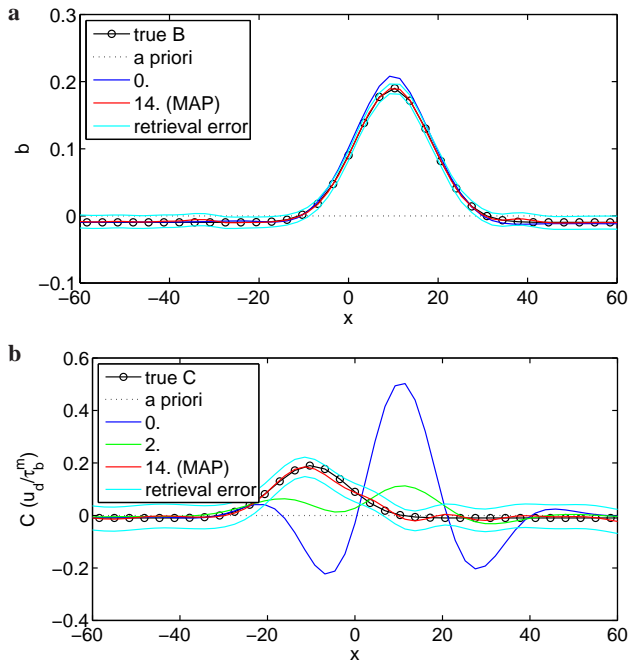 a
0.3
0.2
0.1
0
−0.1
b
true B
a priori
0.
14. (MAP)
retrieval error
−60
−40
−20
0
20
40
60
x
b
0.6
0.4
0.2
0
−0.2
−0.4
C (u_d/τ_b^m)
true C
a priori
0.
2.
14. (MAP)
retrieval error
−60
−40
−20
0
20
40
60
x